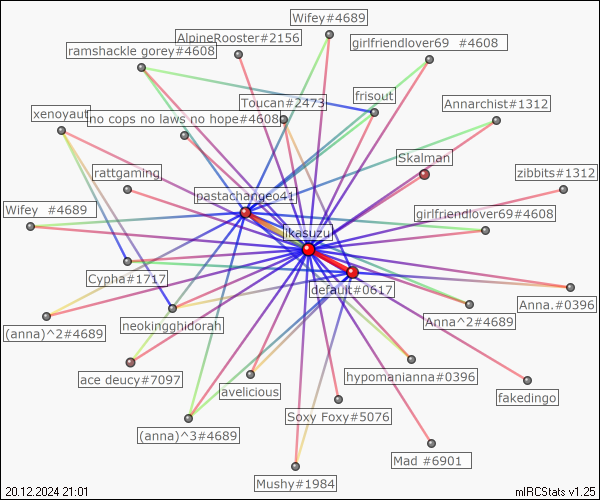 Wifey#4689
AlpineRooster#2156
girlfriendlover69 #4608
ramshackle gorey#4608
frisout
Toucan#2473
Annarchist#1312
xenoyaut
no cops no laws no hope#4608
Skalman
rattgaming
zibbits#1312
pastachangeo41
Wifey #4689
girlfriendlover69#4608
likasuzu
Cypha#1717
default#0617
Anna.#0396
Anna^2#4689
neokingghidorah
(anna)^2#4689
hypomanianna#0396
ace deucy#7097
avelicious
fakedingo
Soxy Foxy#5076
(anna)^3#4689
Mad #6901
Mushy#1984
20.12.2024 21:01
mIRCStats v1.25